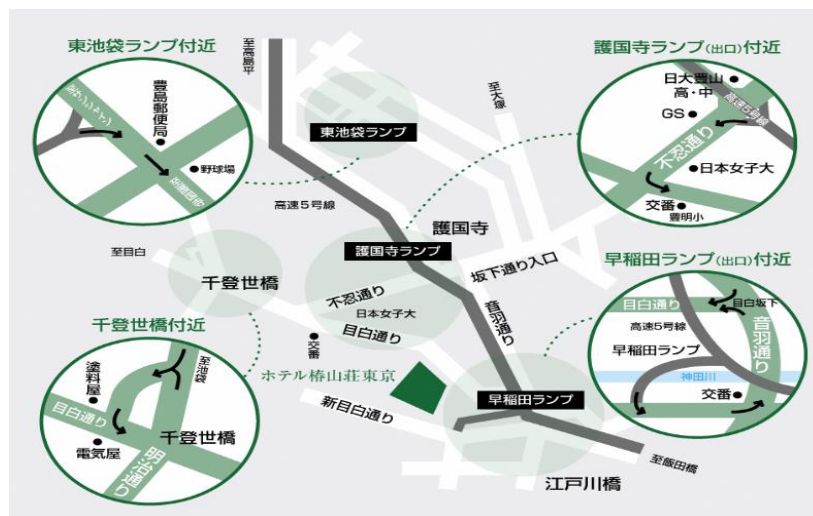 東池袋ランプ付近
豊島郵便局
野球場
至高島平
東池袋ランプ
至大塚
高速5号線
護国寺
護国寺ランプ
坂下通り入口
音羽通り
至目白
千登世橋
不忍通り
日本女子大
目白通り
交番
ホテル椿山荘東京
新目白通り
早稲田ランプ
至飯田橋
江戸川橋
護国寺ランプ(出口)付近
日大豊山
高・中
高速5号線
GS
不忍通り
日本女子大
交番
豊明小
早稲田ランプ(出口)付近
目白通り
目白坂下
高速5号線
音羽通り
早稲田ランプ
神田川
交番
千登世橋付近
塗料屋
至池袋
目白通り
千登世橋
電気屋
明治通り